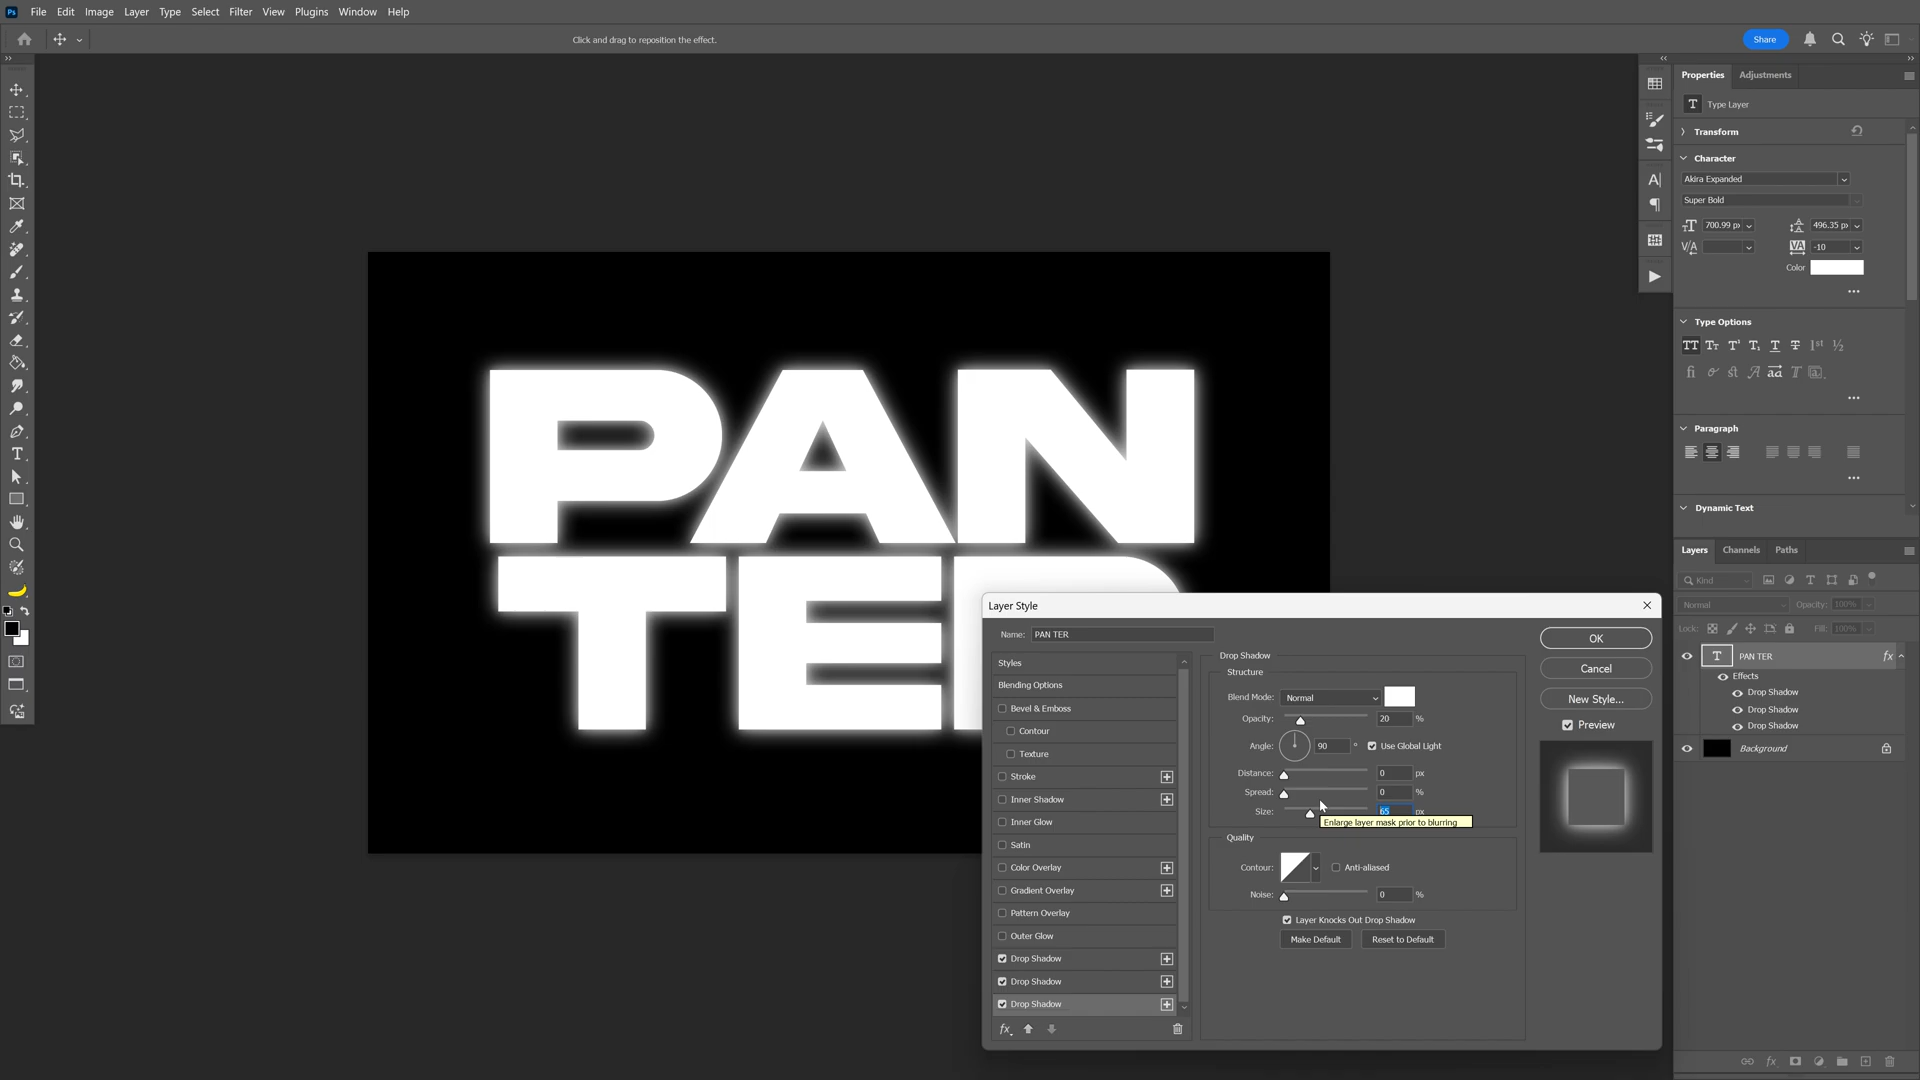 Ps File Edit Image Layer Type Select Filter View Plugins Window Help
Click and drag to reposition the effect.
Share
Properties Adjustments
T Type Layer
Transform
Character
Akira Expanded
Super Bold
700.99 p 496.35 p
-10
Color
Type Options
Paragraph
Dynamic Text
Layers Channels Paths
Kind
Normal Opacity: 100%
Lock: Fill: 100%
T PAN TER fx
Effects
Drop Shadow
Drop Shadow
Drop Shadow
Background
PAN
TER
Layer Style
Name: PAN TER
Styles
Blending Options
Bevel & Emboss
Contour
Texture
Stroke
Inner Shadow
Inner Glow
Satin
Color Overlay
Gradient Overlay
Pattern Overlay
Outer Glow
Drop Shadow
Drop Shadow
Drop Shadow
fx
Drop Shadow
Structure
Blend Mode: Normal
Opacity: 20 %
Angle: 90 ° Use Global Light
Distance: 0 px
Spread: 0 %
Size: 65 px
Enlarge layer mask prior to blurring
Quality
Contour: Anti-aliased
Noise: 0 %
Layer Knocks Out Drop Shadow
Make Default Reset to Default
OK
Cancel
New Style...
Preview